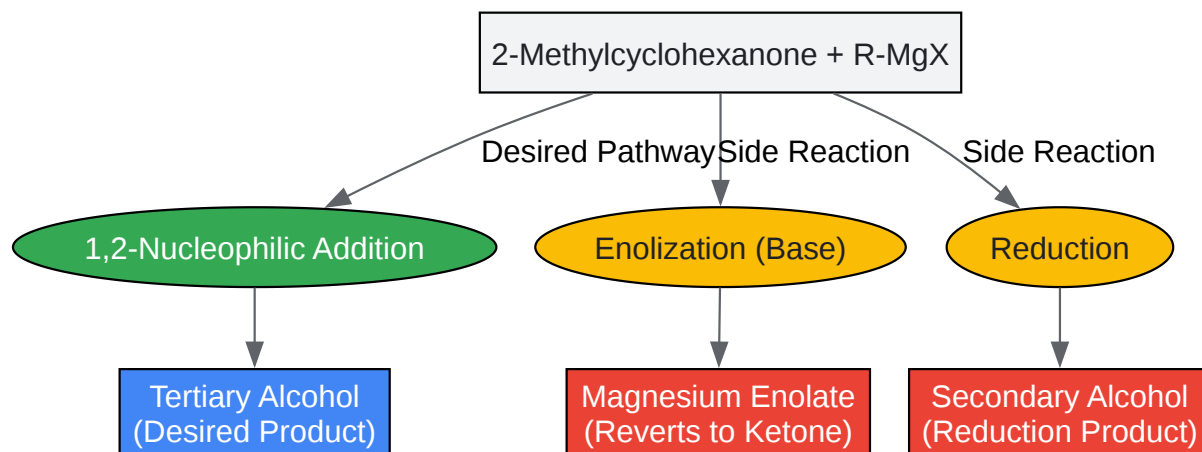 2-Methylcyclohexanone + R-MgX
Desired Pathway
Side Reaction
Side Reaction
1,2-Nucleophilic Addition
Enolization (Base)
Reduction
Tertiary Alcohol
(Desired Product)
Magnesium Enolate
(Reverts to Ketone)
Secondary Alcohol
(Reduction Product)